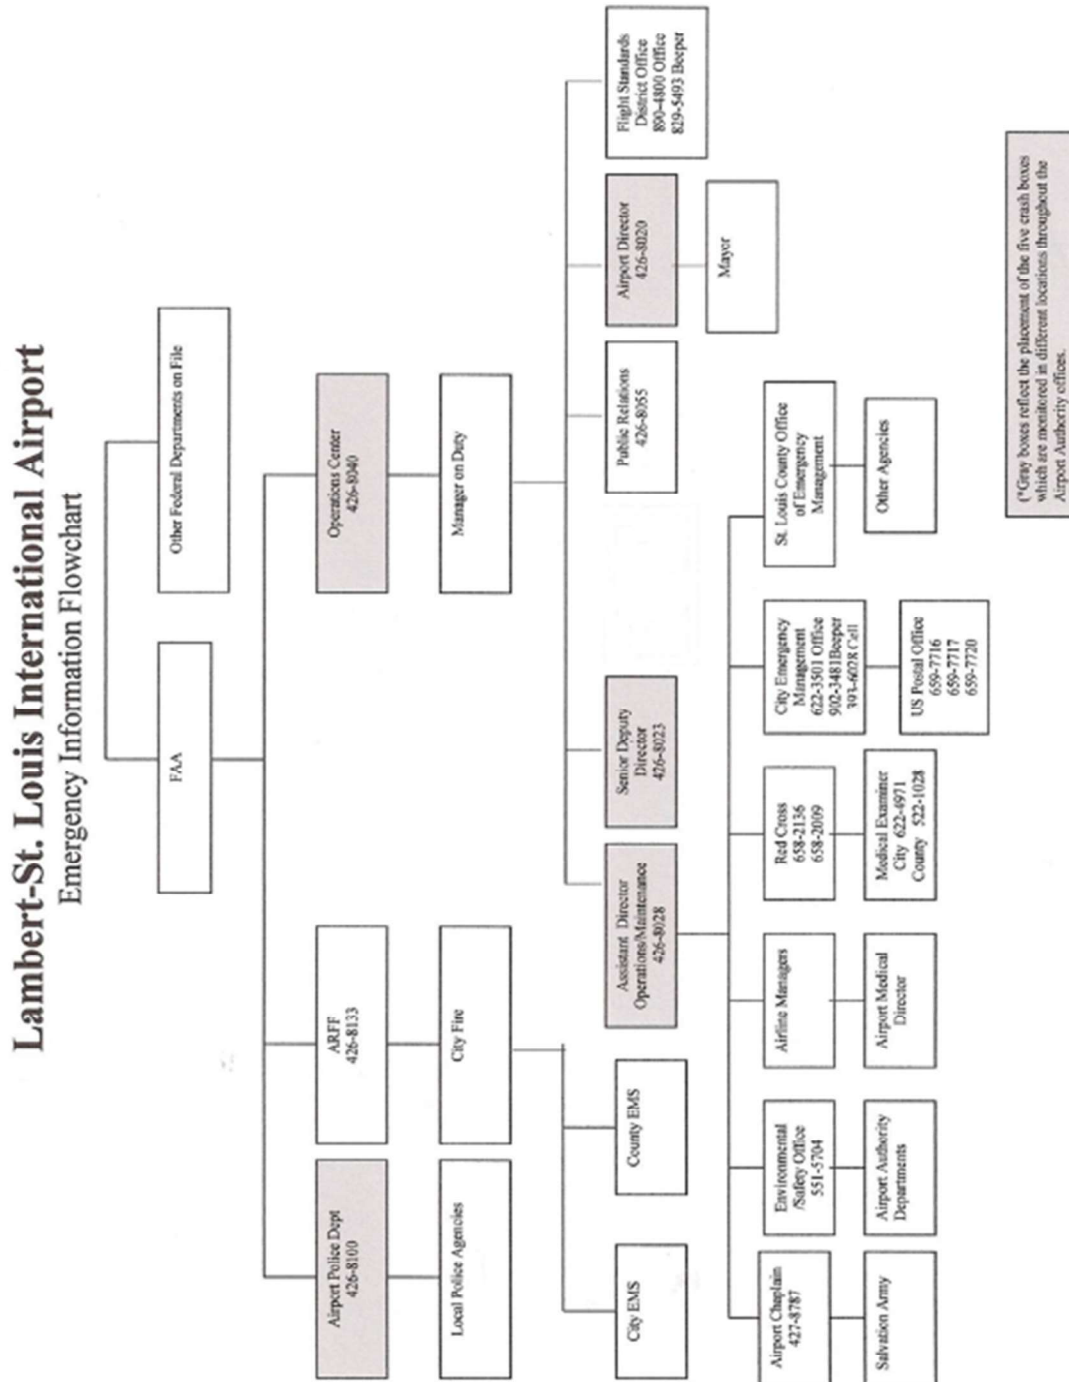 Lambert-St. Louis International Airport
Emergency Information Flowchart
FAA
Other Federal Departments on File
Airport Police Dept
426-8100
ARFF
426-8133
Operations Center
426-8040
Local Police Agencies
City Fire
Manager on Duty
City EMS
County EMS
Assistant Director
Operations/Maintenance
426-8028
Senior Deputy
Director
426-8023
Public Relations
426-8055
Airport Director
426-8020
Flight Standards
District Office
890-4800 Office
829-5493 Beeper
Mayor
Airport Chaplain
427-8787
Environmental
/Safety Office
551-5704
Airline Managers
Red Cross
658-2136
658-2009
City Emergency
Management
622-3501 Office
902-3481Beeper
393-6028 Cell
St. Louis County Office
of Emergency
Management
Salvation Army
Airport Authority
Departments
Airport Medical
Director
Medical Examiner
City 622-4971
County 522-1028
US Postal Office
659-7716
659-7717
659-7720
Other Agencies
(*Gray boxes reflect the placement of the five crash boxes
which are monitored in different locations throughout the
Airport Authority offices.